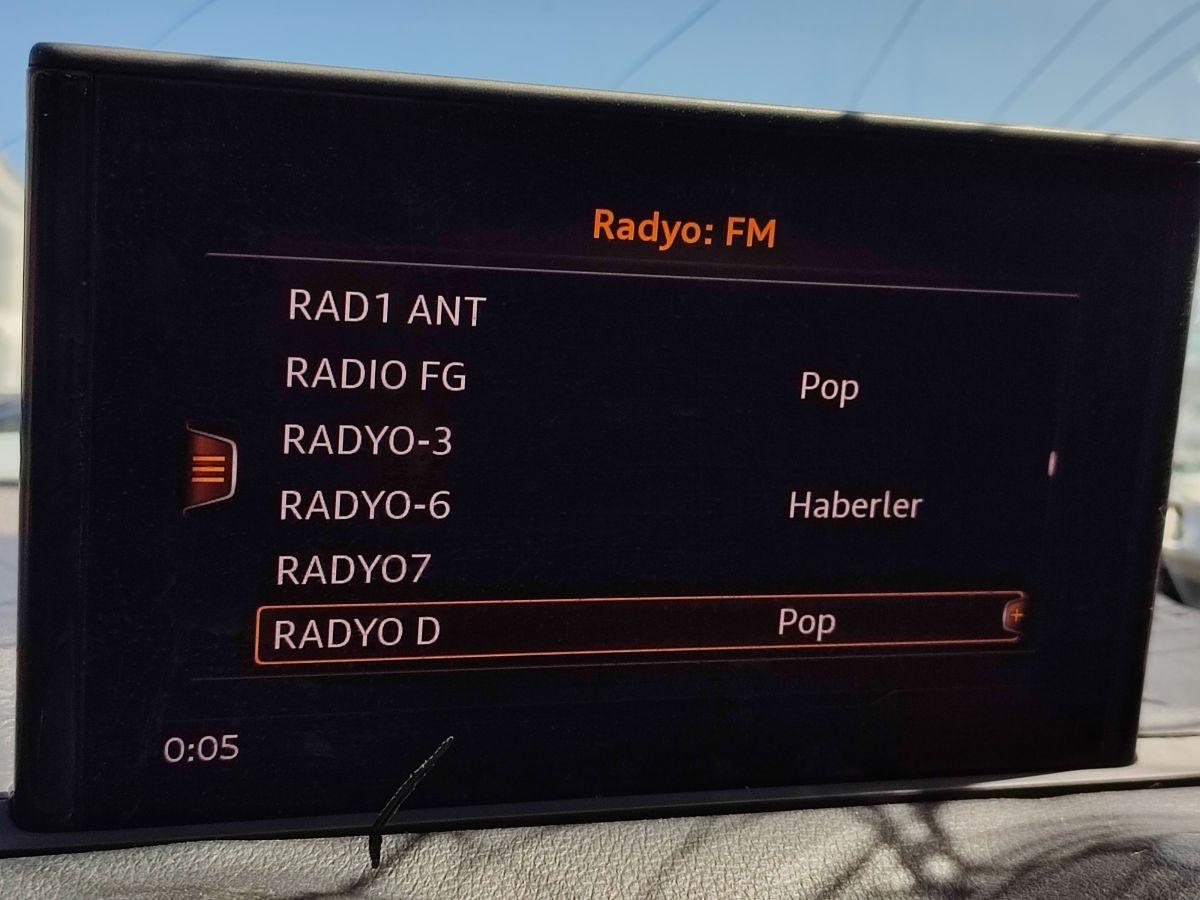 Radyo: FM
RAD1 ANT
RADIO FG Pop
RADYO-3
RADYO-6 Haberler
RADYO7
RADYO D Pop
0:05